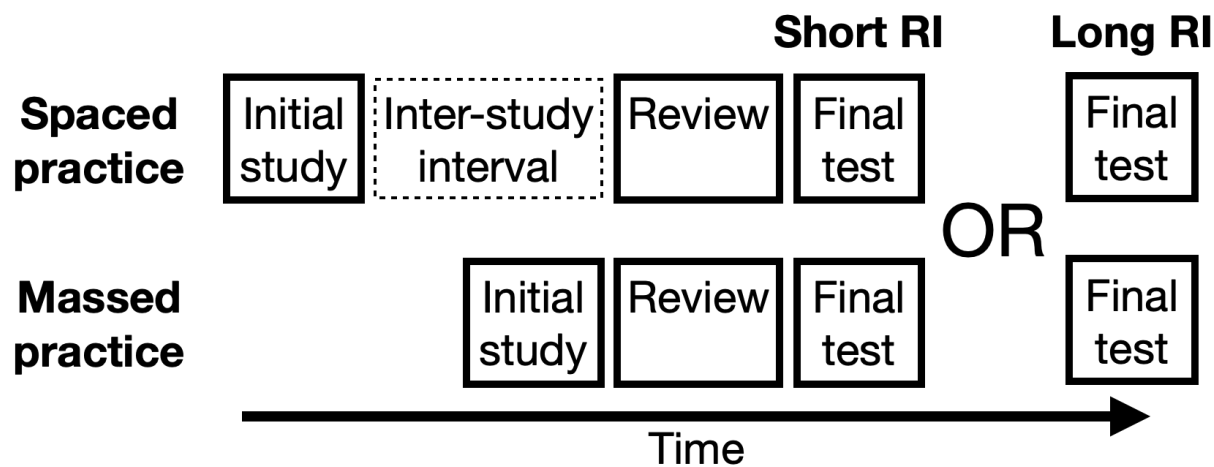 Short RI
Long RI
Spaced
practice
Initial
study
Inter-study
interval
Review
Final
test
Final
test
OR
Massed
practice
Initial
study
Review
Final
test
Final
test
Time